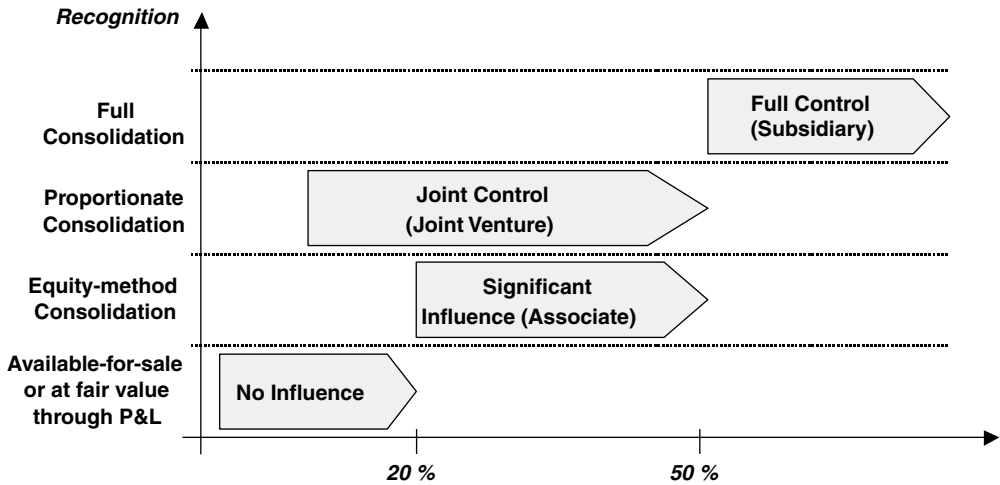 Recognition
Full
Consolidation
Full Control
(Subsidiary)
Proportionate
Consolidation
Joint Control
(Joint Venture)
Equity-method
Consolidation
Significant
Influence (Associate)
Available-for-sale
or at fair value
through P&L
No Influence
20 %
50 %